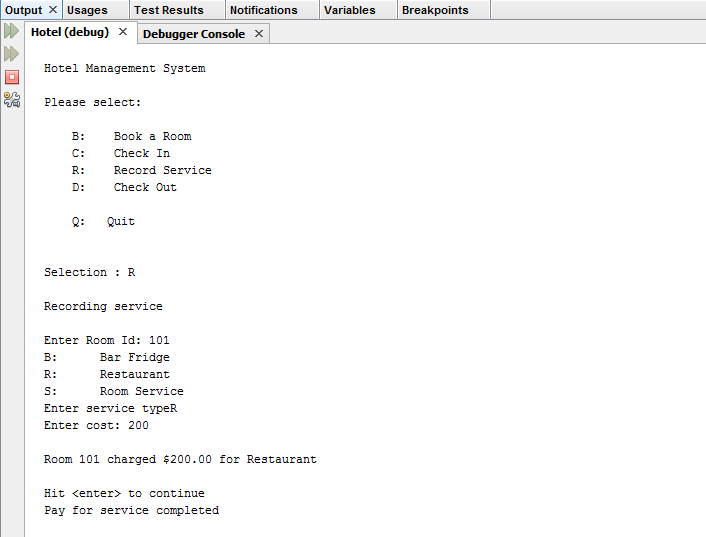 Output Usages Test Results Notifications Variables Breakpoints
Hotel (debug) Debugger Console
Hotel Management System
Please select:
B: Book a Room
C: Check In
R: Record Service
D: Check Out
Q: Quit
Selection : R
Recording service
Enter Room Id: 101
B: Bar Fridge
R: Restaurant
S: Room Service
Enter service typeR
Enter cost: 200
Room 101 charged $200.00 for Restaurant
Hit <enter> to continue
Pay for service completed